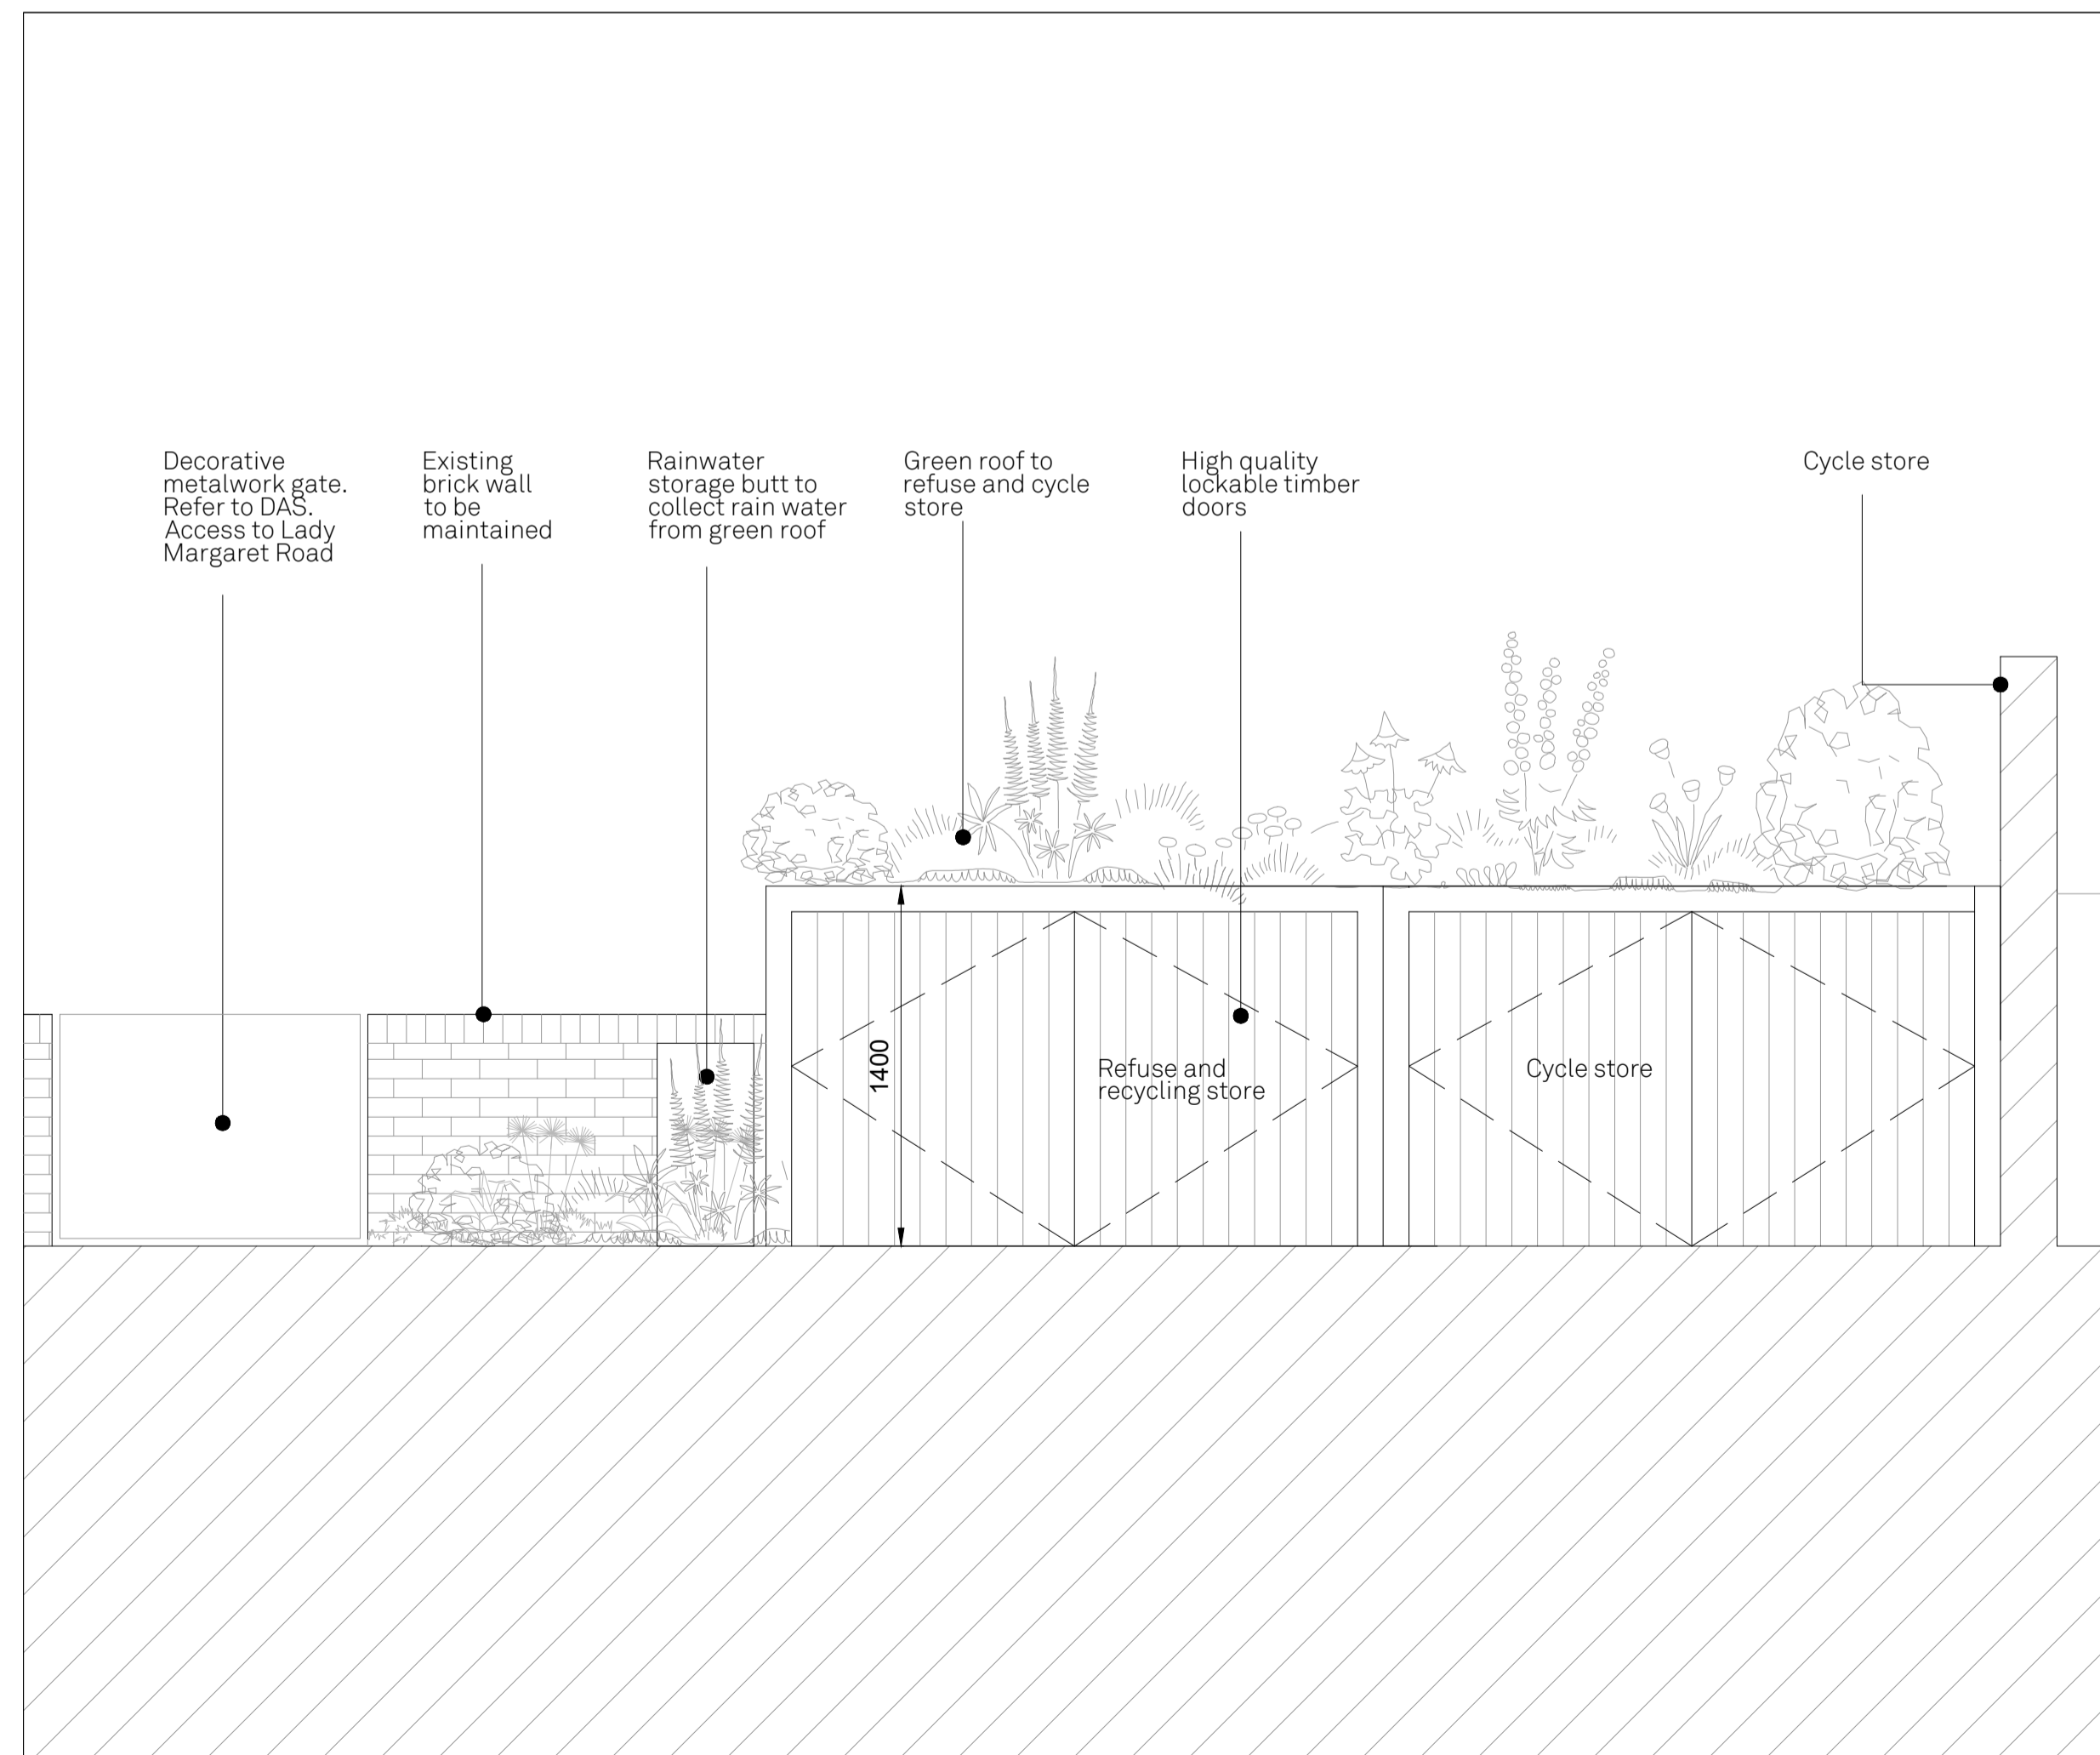 Decorative
metalwork gate.
Refer to DAS.
Access to Lady
Margaret Road
Existing
brick wall
to be
maintained
Rainwater
storage butt to
collect rain water
from green roof
Green roof to
refuse and cycle
store
High quality
lockable timber
doors
Cycle store
1400
Refuse and
recycling store
Cycle store